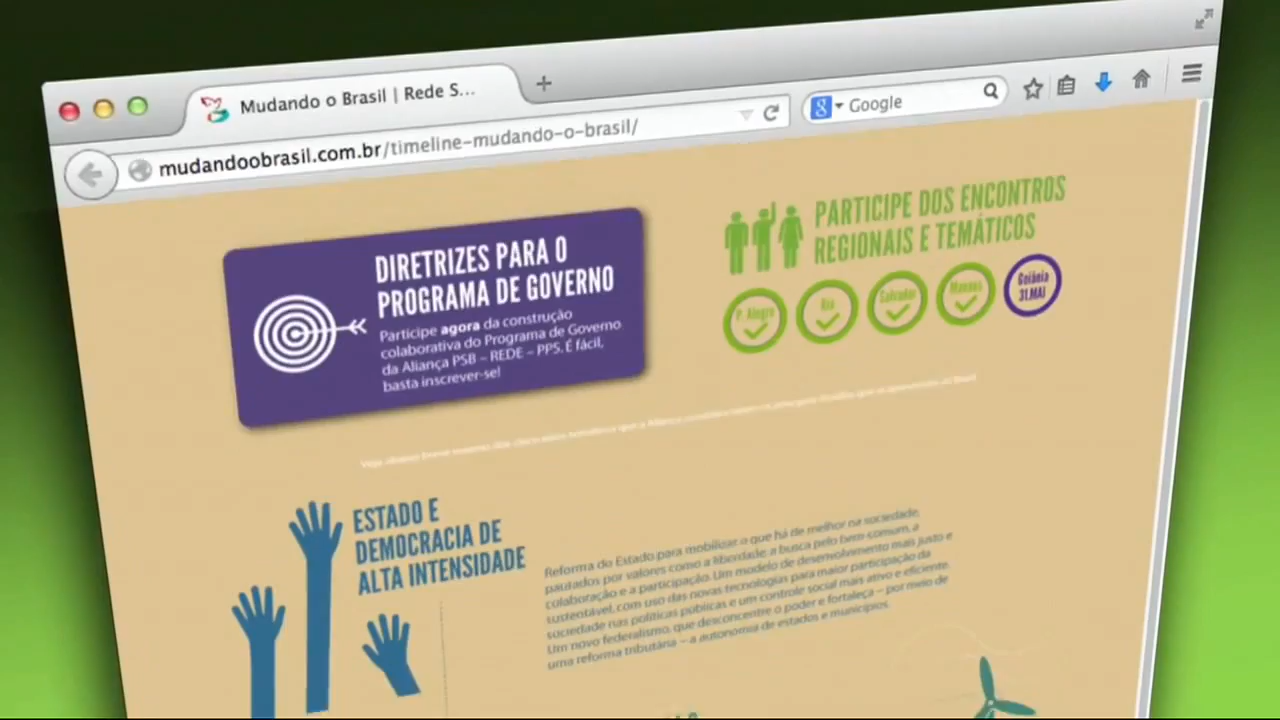 Mudando o Brasil | Rede S...
mudandoobrasil.com.br/timeline-mudando-o-brasil/
Google
DIRETRIZES PARA O
PROGRAMA DE GOVERNO
Participe agora da construção
colaborativa do Programa de Governo
da Aliança PSB – REDE – PPS. É fácil,
basta inscrever-se!
PARTICIPE DOS ENCONTROS
REGIONAIS E TEMÁTICOS
P. Alegre
Rio
Salvador
Manaus
Goiânia
31.MAI
ESTADO E
DEMOCRACIA DE
ALTA INTENSIDADE
Reforma do Estado para mobilizar o que há de melhor na sociedade,
pautados por valores como a liberdade, a busca pelo bem comum, a
colaboração e a participação. Um modelo de desenvolvimento mais justo e
sustentável, com uso das novas tecnologias para maior participação da
sociedade nas políticas públicas e um controle social mais ativo e eficiente.
Um novo federalismo, que desconcentre o poder e fortaleça – por meio de
uma reforma tributária – a autonomia de estados e municípios.